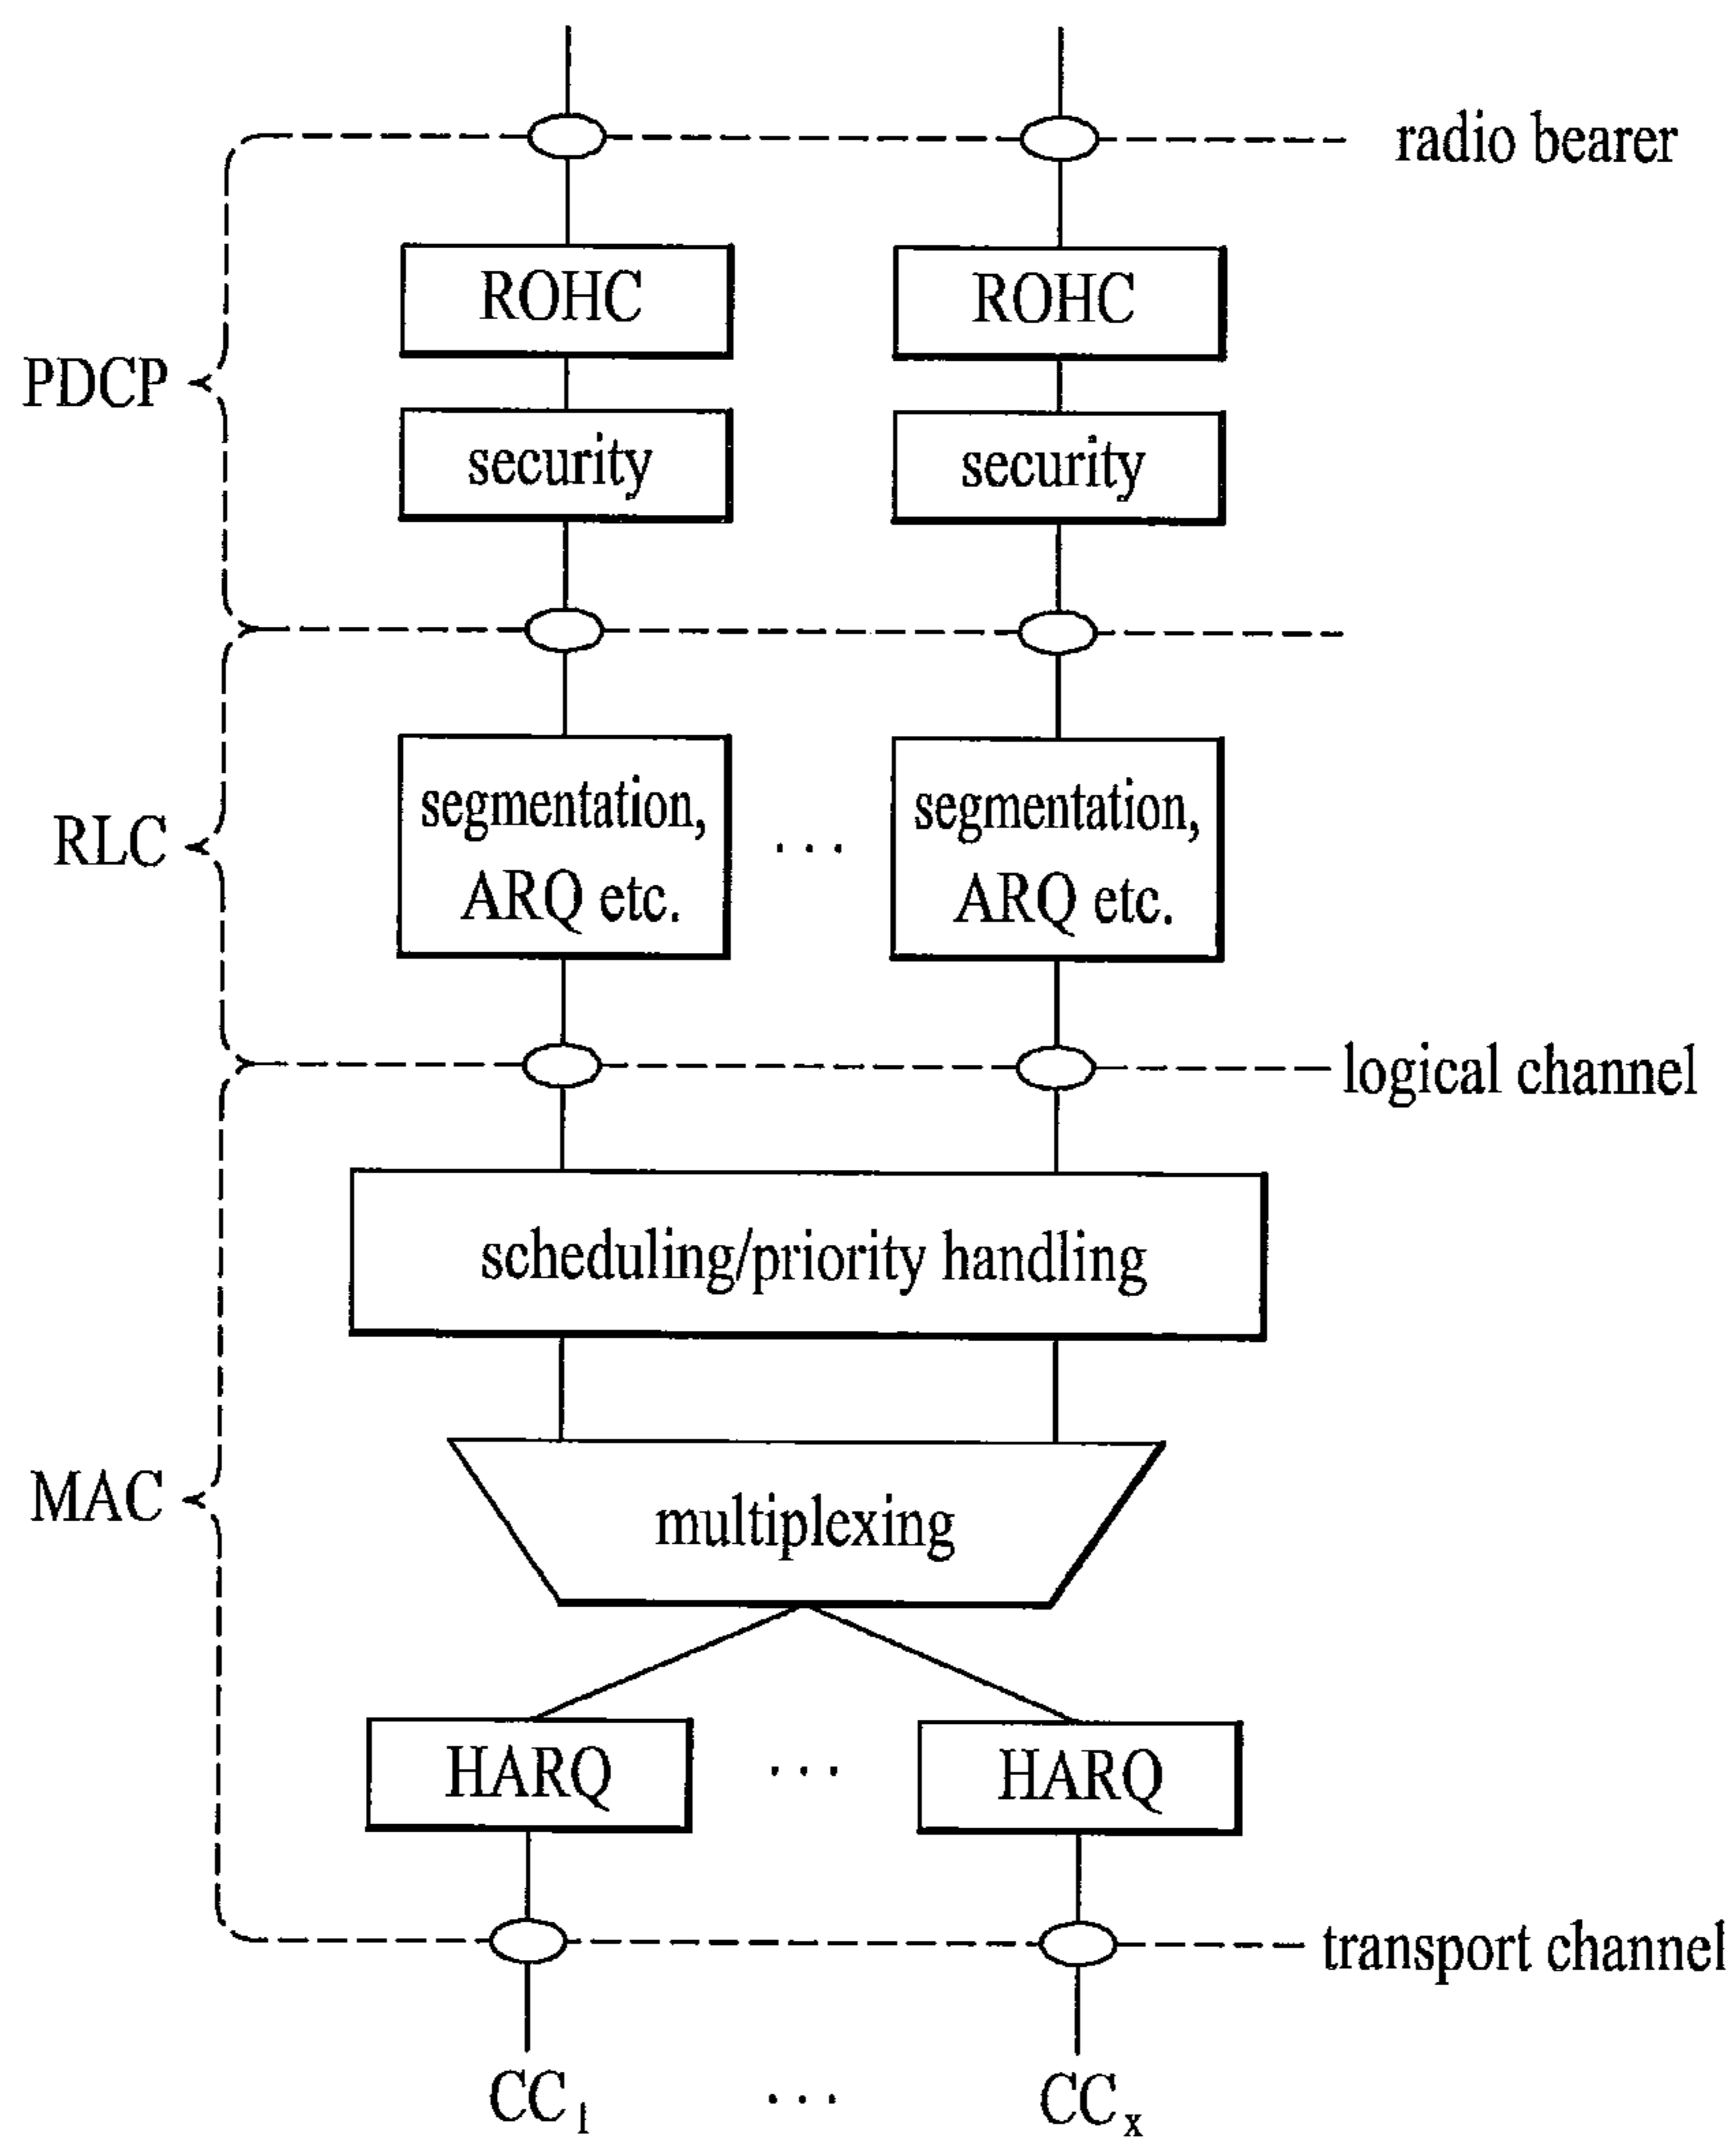 radio bearer
ROHC
ROHC
PDCP
security
security
segmentation,
ARQ etc.
...
segmentation,
ARQ etc.
RLC
logical channel
scheduling/priority handling
MAC
multiplexing
HARQ
...
HARQ
transport channel
CC1
...
CCx